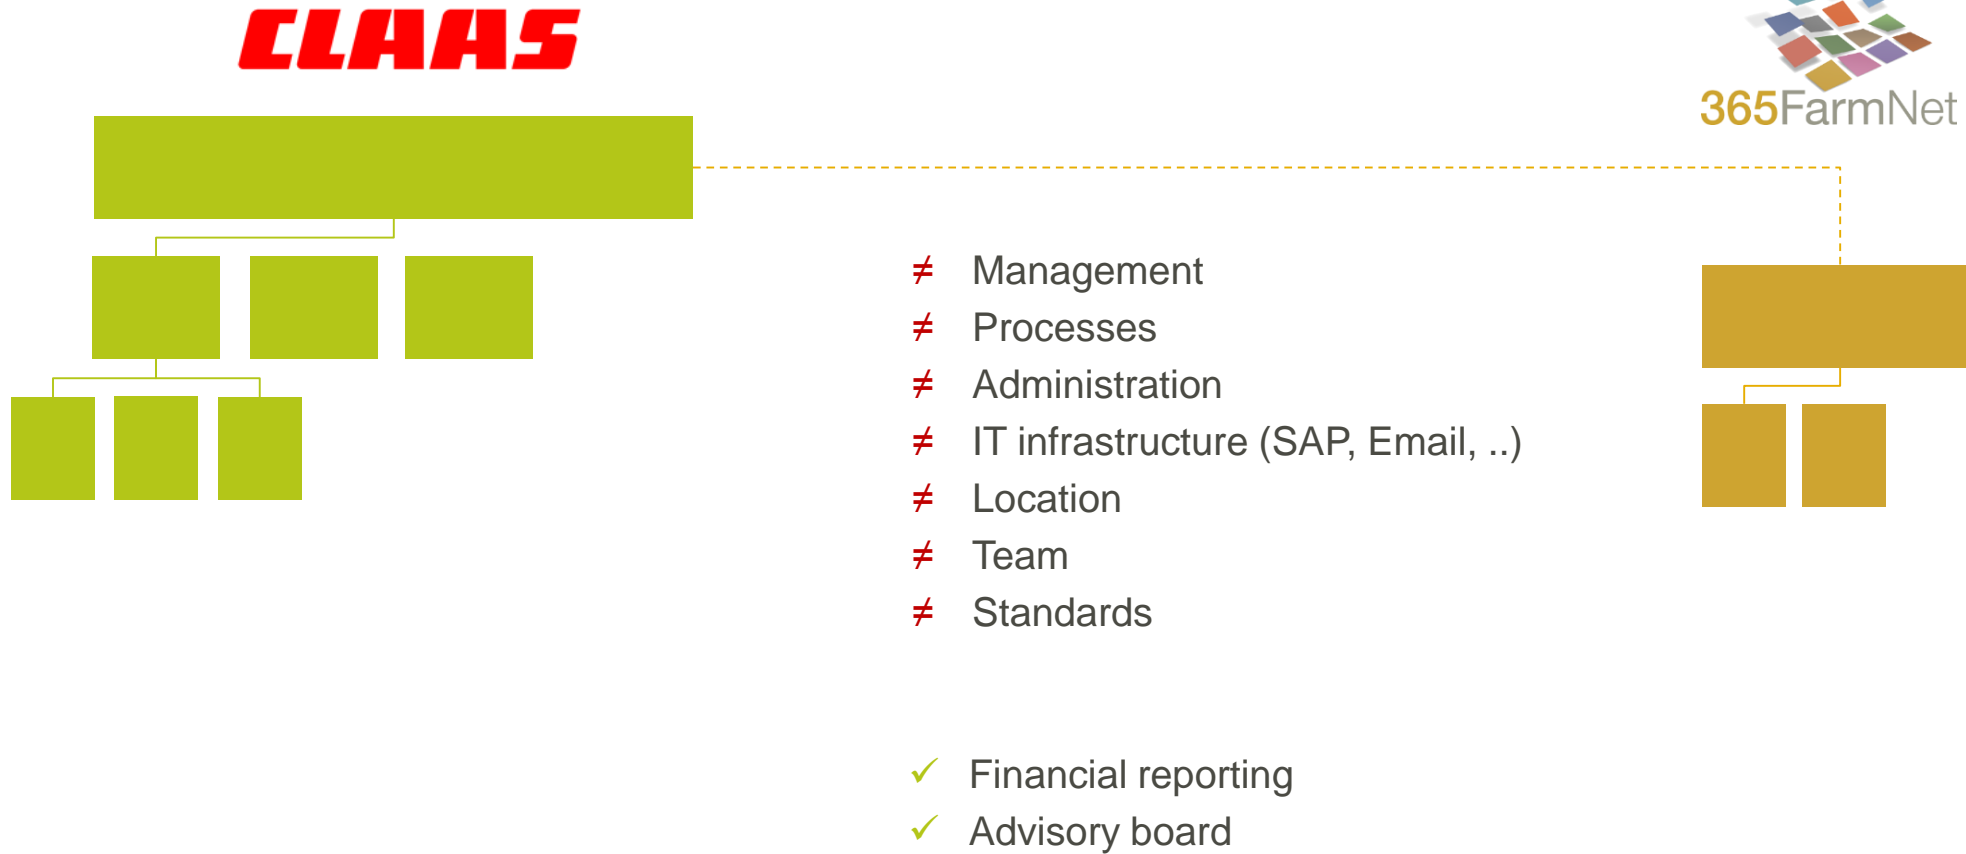 CLAAS
365FarmNet
≠ Management
≠ Processes
≠ Administration
≠ IT infrastructure (SAP, Email, ..)
≠ Location
≠ Team
≠ Standards
✓ Financial reporting
✓ Advisory board